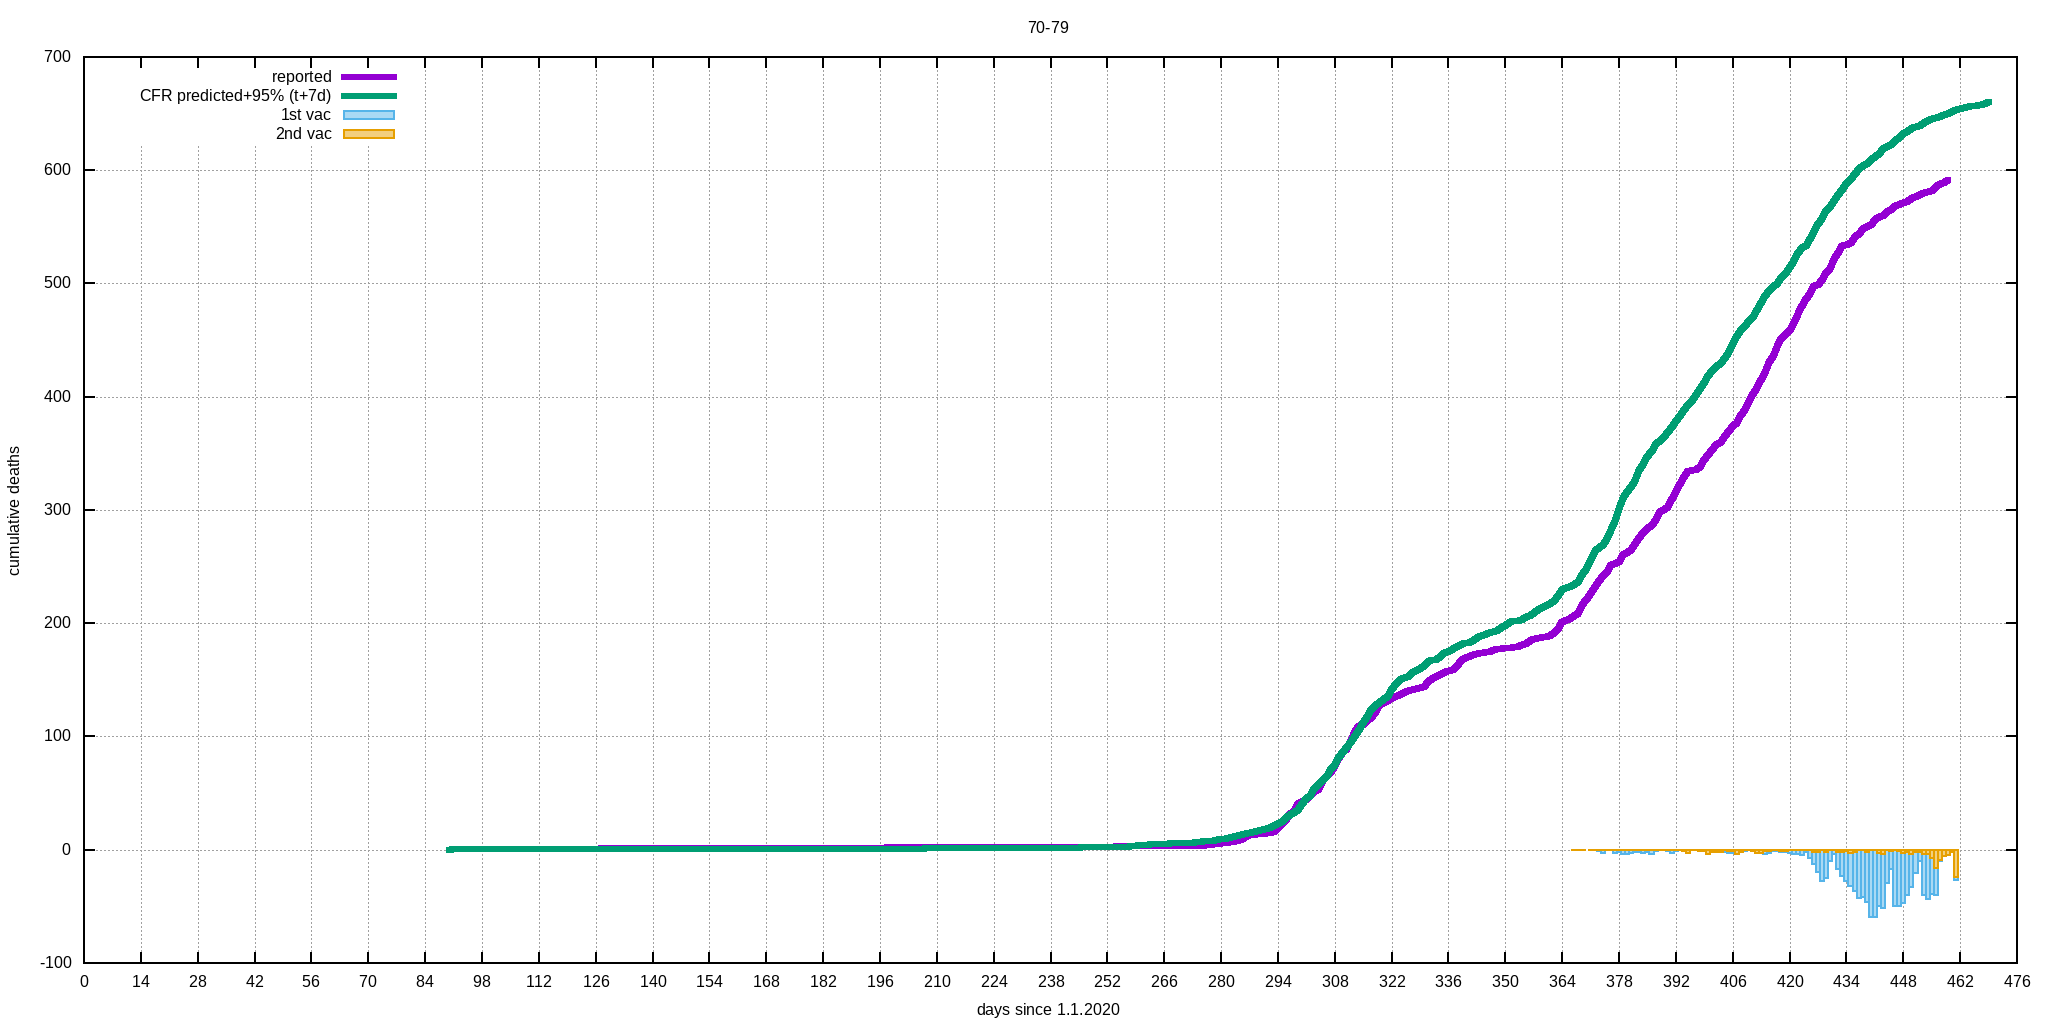 70-79
700
600
500
400
300
200
100
0
-100
cumulative deaths
reported
CFR predicted+95% (t+7d)
1st vac
2nd vac
0 14 28 42 56 70 84 98 112 126 140 154 168 182 196 210 224 238 252 266 280 294 308 322 336 350 364 378 392 406 420 434 448 462 476
days since 1.1.2020